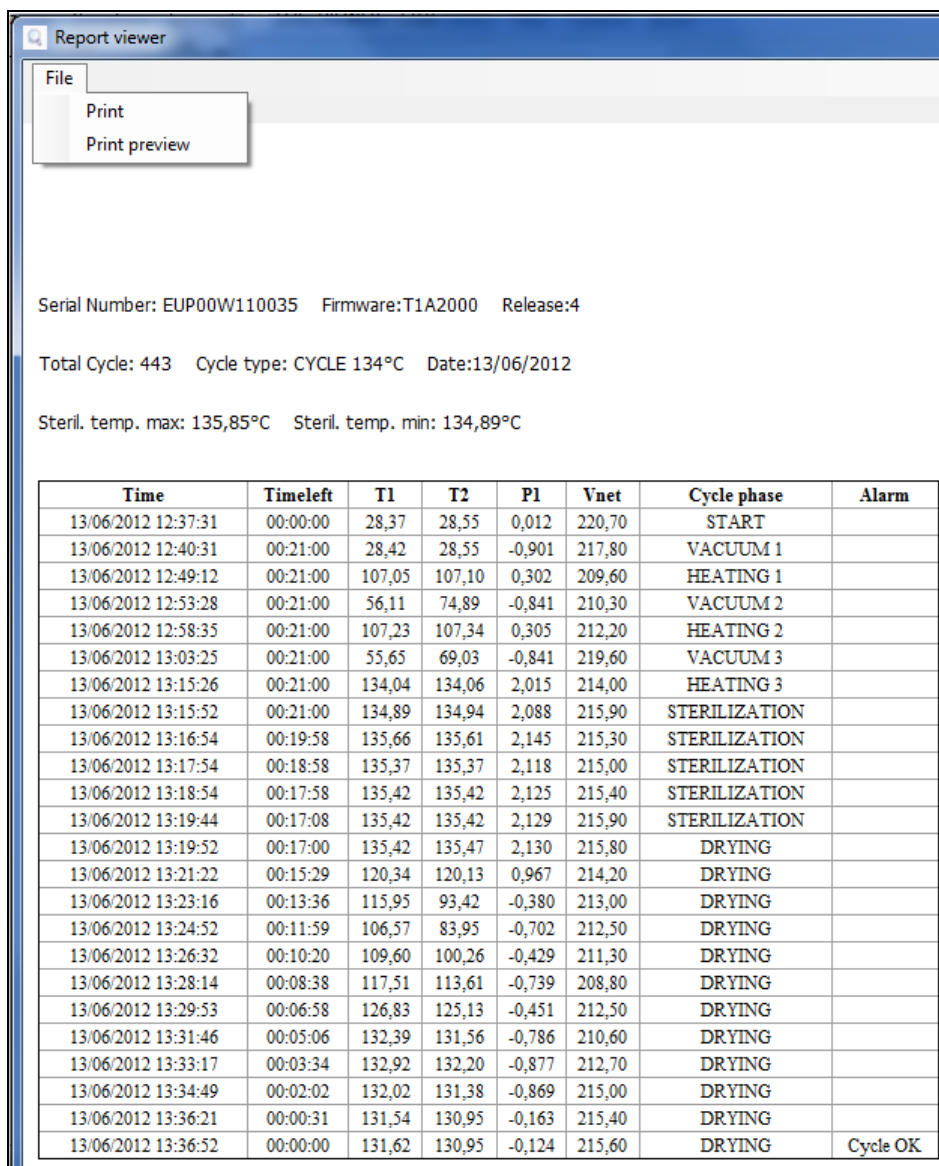 Report viewer
File
Print
Print preview
Serial Number: EUP00W110035 Firmware:T1A2000 Release:4
Total Cycle: 443 Cycle type: CYCLE 134°C Date:13/06/2012
Steril. temp. max: 135,85°C Steril. temp. min: 134,89°C
Time Timeleft T1 T2 P1 Vnet Cycle phase Alarm
13/06/2012 12:37:31 00:00:00 28,37 28,55 0,012 220,70 START
13/06/2012 12:40:31 00:21:00 28,42 28,55 -0,901 217,80 VACUUM 1
13/06/2012 12:49:12 00:21:00 107,05 107,10 0,302 209,60 HEATING 1
13/06/2012 12:53:28 00:21:00 56,11 74,89 -0,841 210,30 VACUUM 2
13/06/2012 12:58:35 00:21:00 107,23 107,34 0,305 212,20 HEATING 2
13/06/2012 13:03:25 00:21:00 55,65 69,03 -0,841 219,60 VACUUM 3
13/06/2012 13:15:26 00:21:00 134,04 134,06 2,015 214,00 HEATING 3
13/06/2012 13:15:52 00:21:00 134,89 134,94 2,088 215,90 STERILIZATION
13/06/2012 13:16:54 00:19:58 135,66 135,61 2,145 215,30 STERILIZATION
13/06/2012 13:17:54 00:18:58 135,37 135,37 2,118 215,00 STERILIZATION
13/06/2012 13:18:54 00:17:58 135,42 135,42 2,125 215,40 STERILIZATION
13/06/2012 13:19:44 00:17:08 135,42 135,42 2,129 215,90 STERILIZATION
13/06/2012 13:19:52 00:17:00 135,42 135,47 2,130 215,80 DRYING
13/06/2012 13:21:22 00:15:29 120,34 120,13 0,967 214,20 DRYING
13/06/2012 13:23:16 00:13:36 115,95 93,42 -0,380 213,00 DRYING
13/06/2012 13:24:52 00:11:59 106,57 83,95 -0,702 212,50 DRYING
13/06/2012 13:26:32 00:10:20 109,60 100,26 -0,429 211,30 DRYING
13/06/2012 13:28:14 00:08:38 117,51 113,61 -0,739 208,80 DRYING
13/06/2012 13:29:53 00:06:58 126,83 125,13 -0,451 212,50 DRYING
13/06/2012 13:31:46 00:05:06 132,39 131,56 -0,786 210,60 DRYING
13/06/2012 13:33:17 00:03:34 132,92 132,20 -0,877 212,70 DRYING
13/06/2012 13:34:49 00:02:02 132,02 131,38 -0,869 215,00 DRYING
13/06/2012 13:36:21 00:00:31 131,54 130,95 -0,163 215,40 DRYING
13/06/2012 13:36:52 00:00:00 131,62 130,95 -0,124 215,60 DRYING Cycle OK